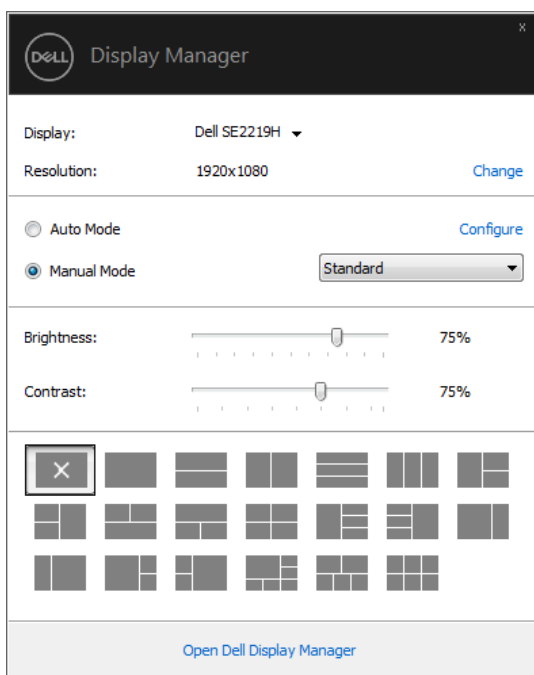 x
DELL Display Manager
Display: Dell SE2219H
Resolution: 1920x1080 Change
Auto Mode Configure
Manual Mode Standard
Brightness: 75%
Contrast: 75%
Open Dell Display Manager